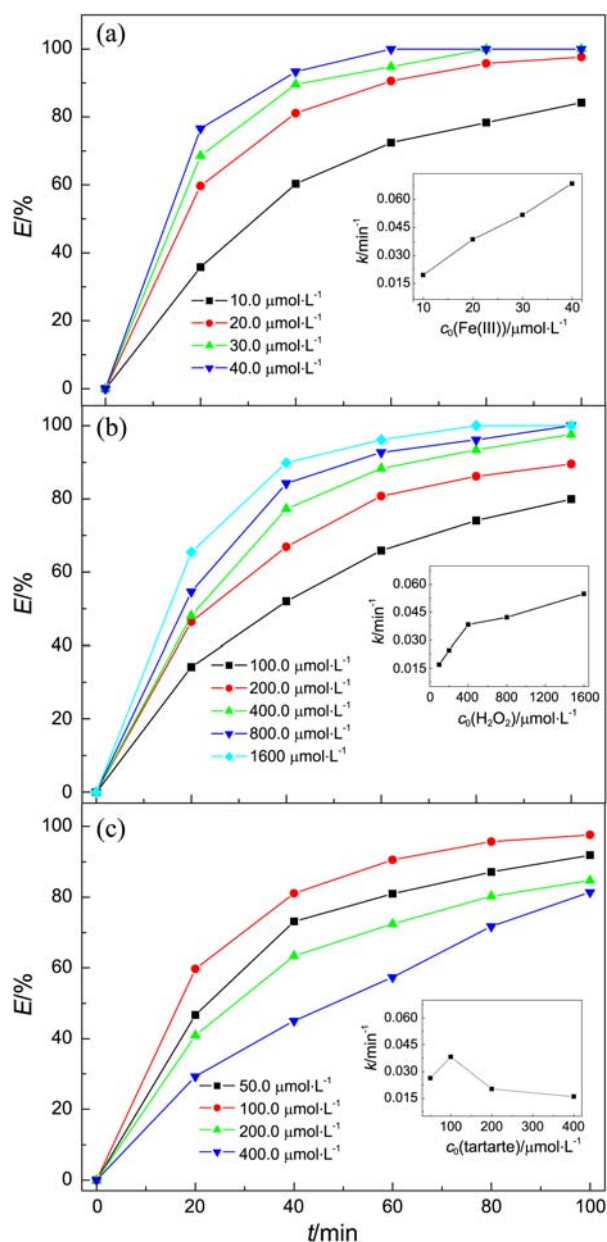 (a)
100
80
60
40
20
0
E/%
10.0 μmol·L-1
20.0 μmol·L-1
30.0 μmol·L-1
40.0 μmol·L-1
k/min-1
0.060
0.045
0.030
0.015
10 20 30 40
c0(Fe(III))/μmol·L-1
(b)
100
80
60
40
20
0
E/%
100.0 μmol·L-1
200.0 μmol·L-1
400.0 μmol·L-1
800.0 μmol·L-1
1600 μmol·L-1
k/min-1
0.060
0.045
0.030
0.015
0 400 800 1200 1600
c0(H2O2)/μmol·L-1
(c)
100
80
60
40
20
0
E/%
50.0 μmol·L-1
100.0 μmol·L-1
200.0 μmol·L-1
400.0 μmol·L-1
k/min-1
0.060
0.045
0.030
0.015
100 200 300 400
c0(tartarte)/μmol·L-1
0 20 40 60 80 100
t/min